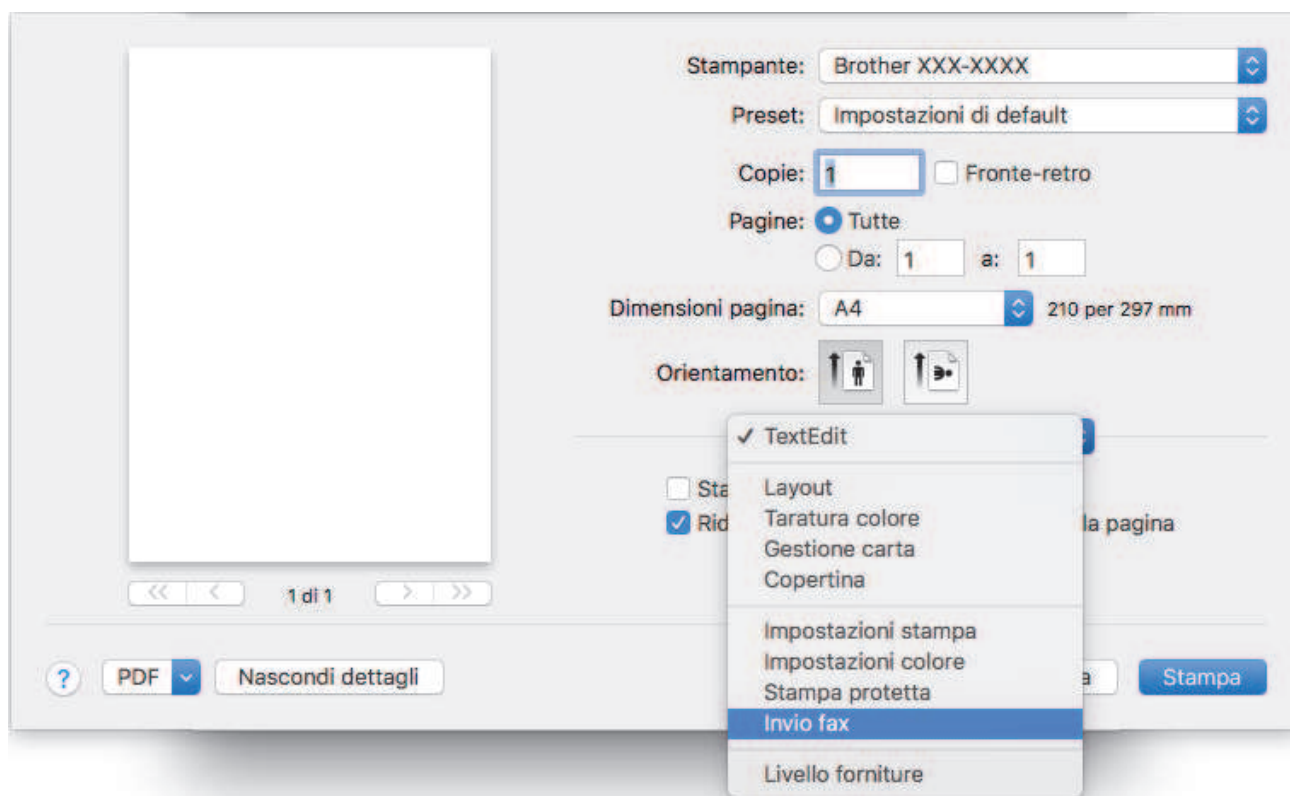 Stampante: Brother XXX-XXXX
Preset: Impostazioni di default
Copie: 1 Fronte-retro
Pagine: Tutte
Da: 1 a: 1
Dimensioni pagina: A4 210 per 297 mm
Orientamento:
✓ TextEdit
Layout
Sta
Taratura colore
Rid la pagina
Gestione carta
Copertina
<< < 1 di 1 > >>
Impostazioni stampa
Impostazioni colore
? PDF Nascondi dettagli a Stampa
Stampa protetta
Invio fax
Livello forniture